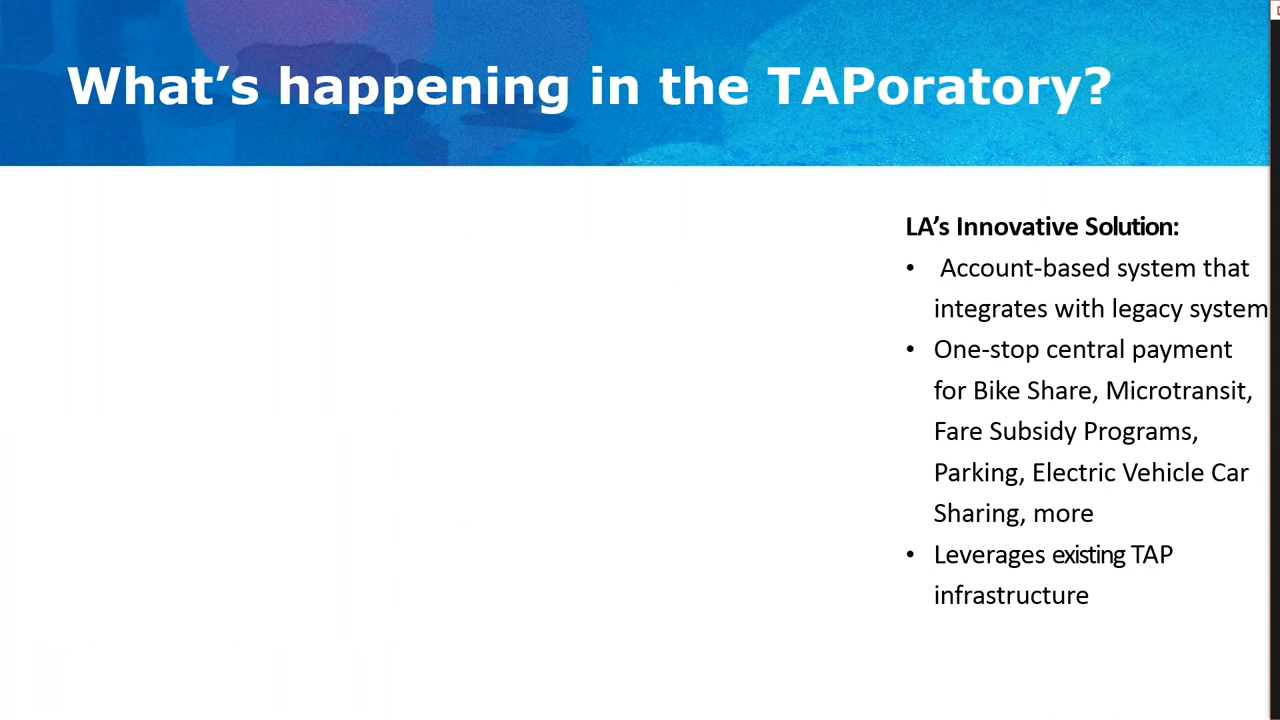 What’s happening in the TAPoratory?
LA’s Innovative Solution:
• Account-based system that
integrates with legacy system
• One-stop central payment
for Bike Share, Microtransit,
Fare Subsidy Programs,
Parking, Electric Vehicle Car
Sharing, more
• Leverages existing TAP
infrastructure